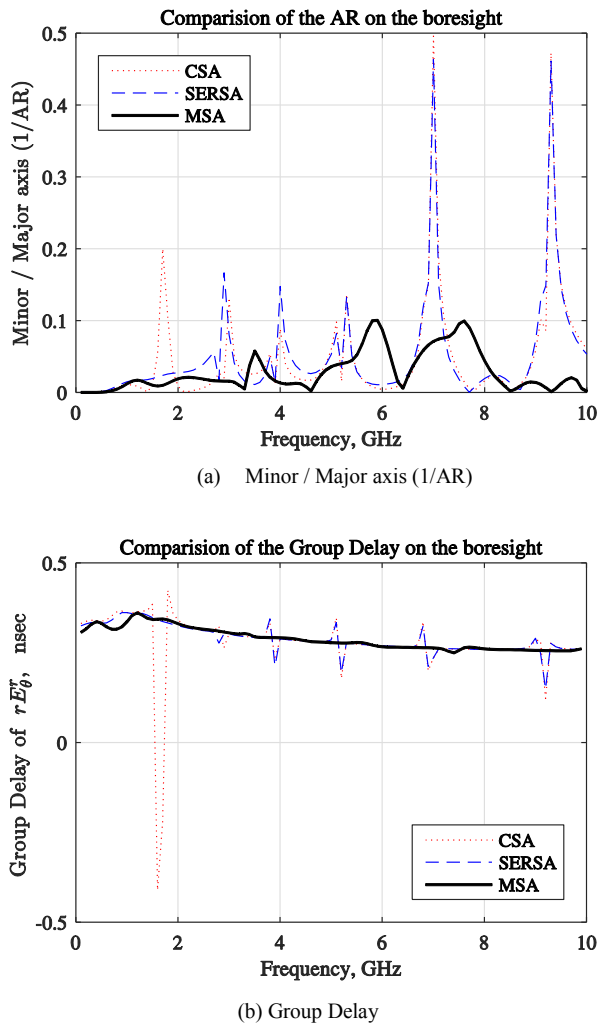 Comparision of the AR on the boresight
Minor / Major axis (1/AR)
0.5
0.4
0.3
0.2
0.1
0
CSA
SERSA
MSA
0 2 4 6 8 10
Frequency, GHz
(a) Minor / Major axis (1/AR)
Comparision of the Group Delay on the boresight
Group Delay of rE_θ^r, nsec
0.5
0
-0.5
CSA
SERSA
MSA
0 2 4 6 8 10
Frequency, GHz
(b) Group Delay